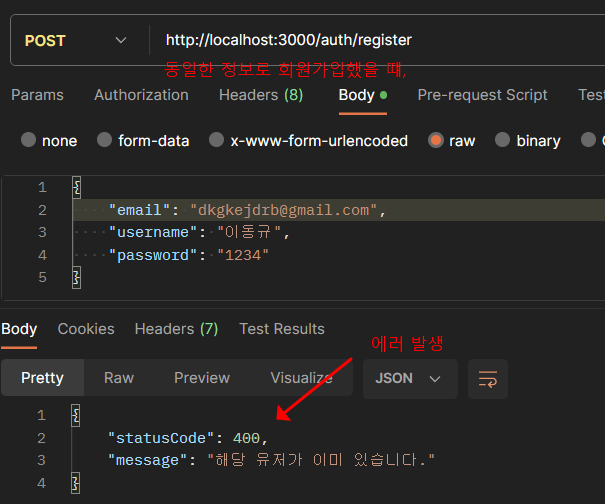 POST http://localhost:3000/auth/register
동일한 정보로 회원가입했을 때,
Params Authorization Headers (8) Body Pre-request Script Test
none form-data x-www-form-urlencoded raw binary
1 {
2 "email": "dkgkejdrb@gmail.com",
3 "username": "이동규",
4 "password": "1234"
5 }
Body Cookies Headers (7) Test Results
에러 발생
Pretty Raw Preview Visualize JSON
1 {
2 "statusCode": 400,
3 "message": "해당 유저가 이미 있습니다."
4 }